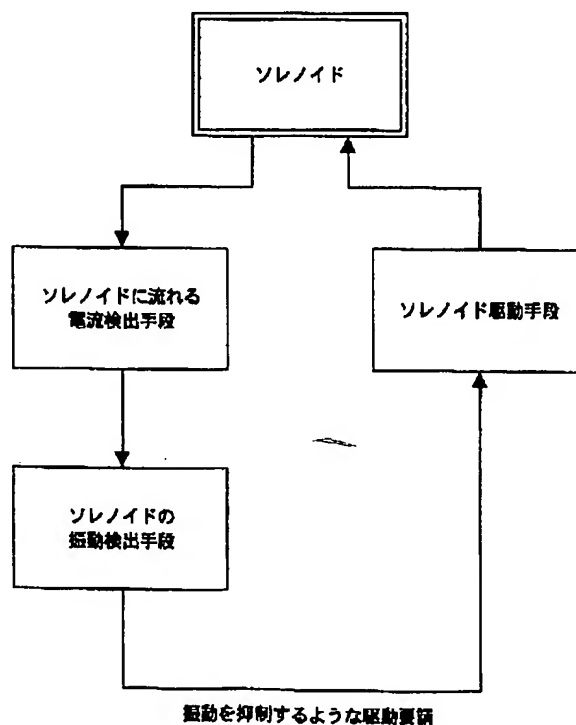 ソレノイド
ソレノイドに流れる
電流検出手段
ソレノイド駆動手段
ソレノイドの
振動検出手段
振動を抑制するような駆動要請